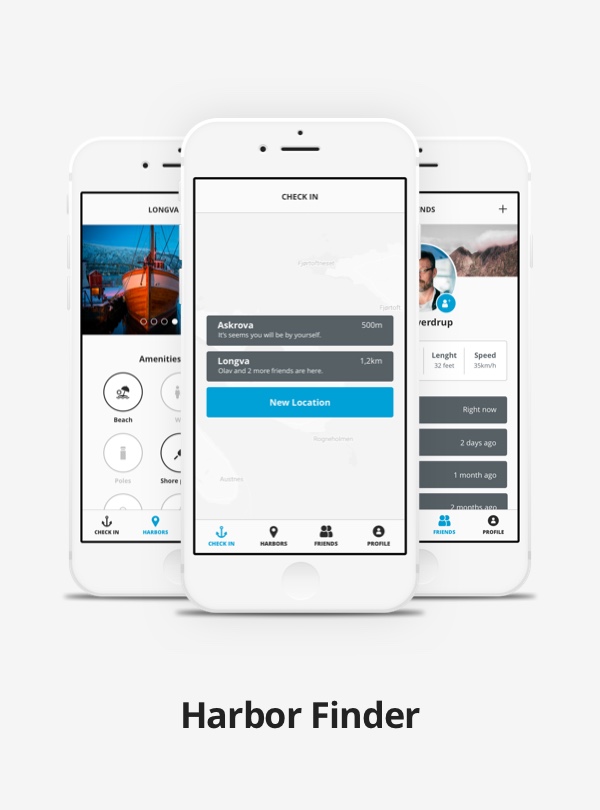 LONGVA
Amenities
Beach
Poles
Shore
CHECK IN
HARBORS
CHECK IN
Fjørtoft
Askrova
500m
It's seems you will be by yourself.
Longva
1,2km
Olav and 2 more friends are here.
New Location
CHECK IN
HARBORS
FRIENDS
PROFILE
NDS
+
verdrup
Lenght
Speed
32 feet
35km/h
Right now
2 days ago
1 month ago
2 months ago
FRIENDS
PROFILE
Harbor Finder